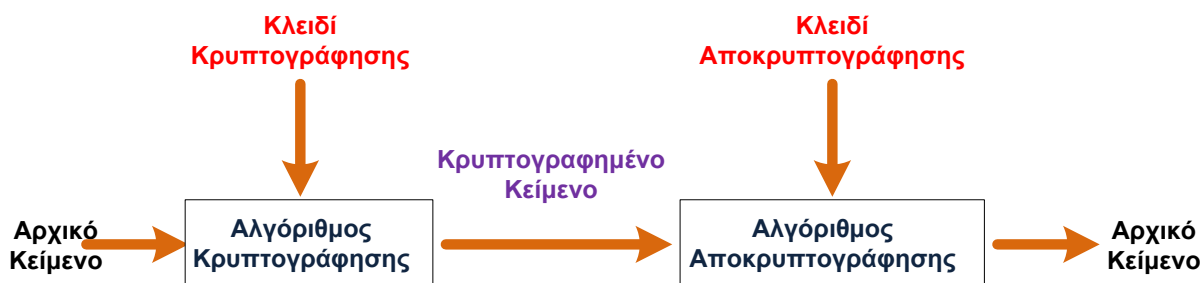 Κλειδί
Κρυπτογράφησης
Κλειδί
Αποκρυπτογράφησης
Κρυπτογραφημένο
Κείμενο
Αρχικό
Κείμενο
Αλγόριθμος
Κρυπτογράφησης
Αλγόριθμος
Αποκρυπτογράφησης
Αρχικό
Κείμενο